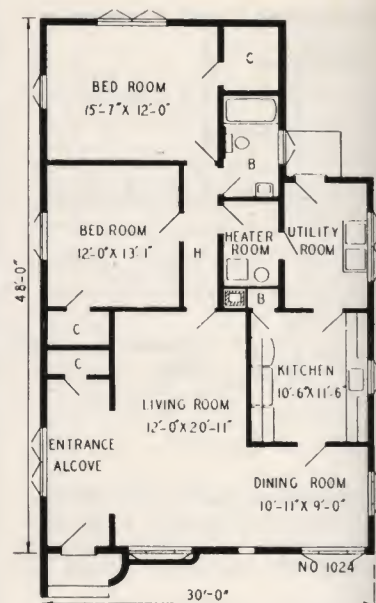 BED ROOM
15'-7" X 12'-0"
C
B
BED ROOM
12'-0" X 13'-1"
H
HEATER
ROOM
UTILITY
ROOM
C
C
B
KITCHEN
10'-6" X 11'-6"
LIVING ROOM
12'-0" X 20'-11"
ENTRANCE
ALCOVE
DINING ROOM
10'-11" X 9'-0"
NO 1024
48'-0"
30'-0"